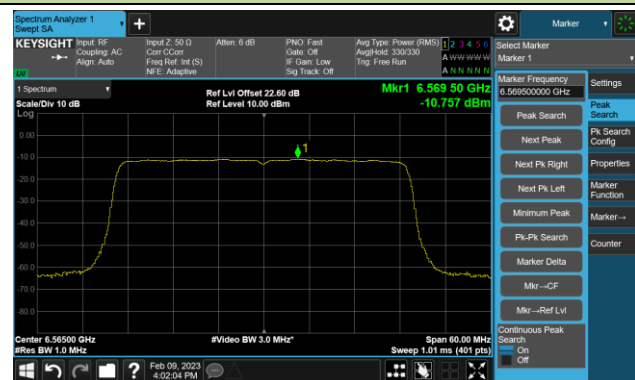 Spectrum Analyzer 1
Swept SA
+
Marker
KEYSIGHT
Input: RF
Coupling: AC
Align: Auto
Input Z: 50 Ω
Corr CCorr
Freq Ref: Int (S)
NFE: Adaptive
Atten: 6 dB
PNO: Fast
Gate: Off
IF Gain: Low
Sig Track: Off
Avg Type: Power (RMS)
Avg|Hold: 330/330
Trig: Free Run
1 2 3 4 5 6
A W W W W W
A N N N N N
LXI
Select Marker
Marker 1
1 Spectrum
Scale/Div 10 dB
Log
Ref Lvl Offset 22.60 dB
Ref Level 10.00 dBm
Mkr1 6.569 50 GHz
-10.757 dBm
1
0.00
-10.0
-20.0
-30.0
-40.0
-50.0
-60.0
-70.0
-80.0
Center 6.56500 GHz
#Res BW 1.0 MHz
#Video BW 3.0 MHz*
Span 60.00 MHz
Sweep 1.01 ms (401 pts)
Marker Frequency
6.569500000 GHz
Peak Search
Next Peak
Next Pk Right
Next Pk Left
Minimum Peak
Pk-Pk Search
Marker Delta
Mkr→CF
Mkr→Ref Lvl
Continuous Peak
Search
On
Off
Settings
Peak
Search
Pk Search
Config
Properties
Marker
Function
Marker→
Counter
?
Feb 09, 2023
4:02:04 PM